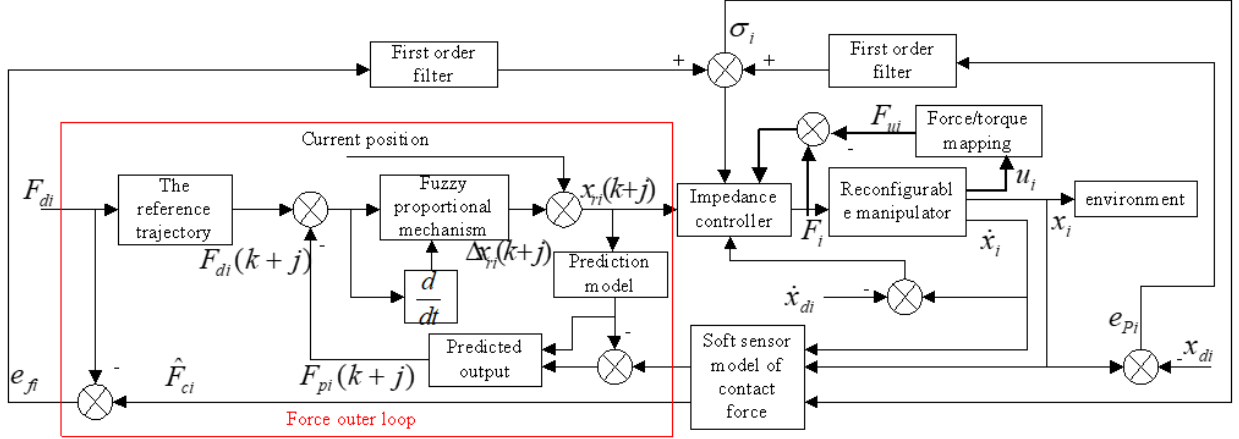 σi
First order
filter
+
+
First order
filter
Current position
Fui
-
Force/torque
mapping
Fdi
The
reference
trajectory
Fuzzy
proportional
mechanism
xri(k+j)
Impedance
controller
Reconfigurabl
e manipulator
ui
environment
-
Fdi(k+j)
Δxri(k+j)
Fi
ẋi
xi
d
dt
Prediction
model
ẋdi
-
ePi
-
Predicted
output
Soft sensor
model of
contact
force
-
xdi
efi
-
F̂ci
Fpi(k+j)
Force outer loop